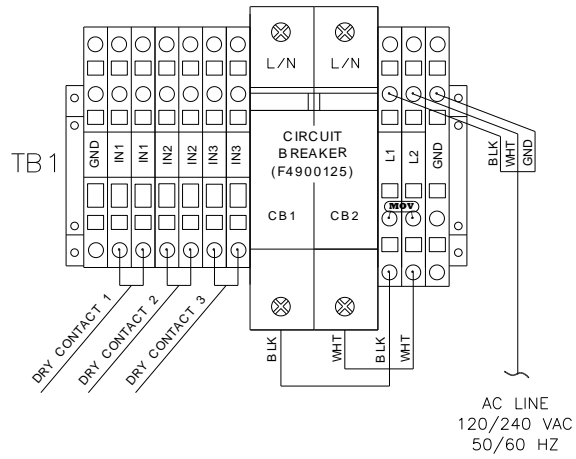 L/N
L/N
TB1
GND
IN1
IN1
IN2
IN2
IN3
IN3
CIRCUIT
BREAKER
(F4900125)
CB1
CB2
L1
L2
GND
MOV
BLK
WHT
GND
DRY CONTACT 1
DRY CONTACT 2
DRY CONTACT 3
BLK
WHT
BLK
WHT
AC LINE
120/240 VAC
50/60 HZ